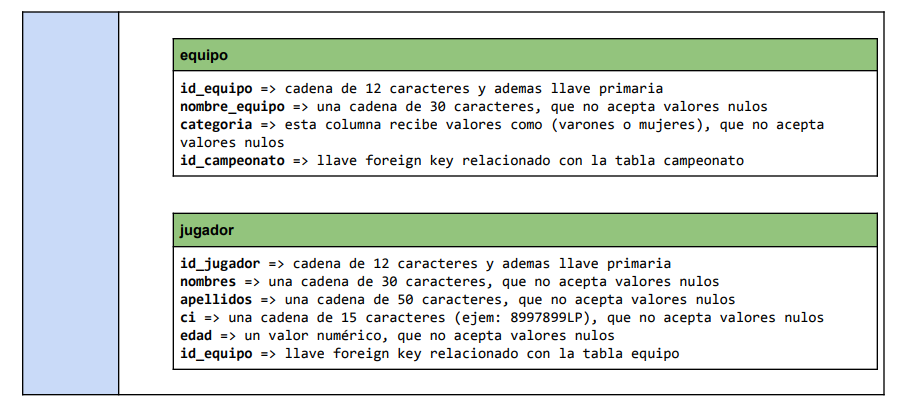 equipo
id_equipo => cadena de 12 caracteres y ademas llave primaria
nombre_equipo => una cadena de 30 caracteres, que no acepta valores nulos
categoria => esta columna recibe valores como (varones o mujeres), que no acepta
valores nulos
id_campeonato => llave foreign key relacionado con la tabla campeonato
jugador
id_jugador => cadena de 12 caracteres y ademas llave primaria
nombres => una cadena de 30 caracteres, que no acepta valores nulos
apellidos => una cadena de 50 caracteres, que no acepta valores nulos
ci => una cadena de 15 caracteres (ejem: 8997899LP), que no acepta valores nulos
edad => un valor numérico, que no acepta valores nulos
id_equipo => llave foreign key relacionado con la tabla equipo